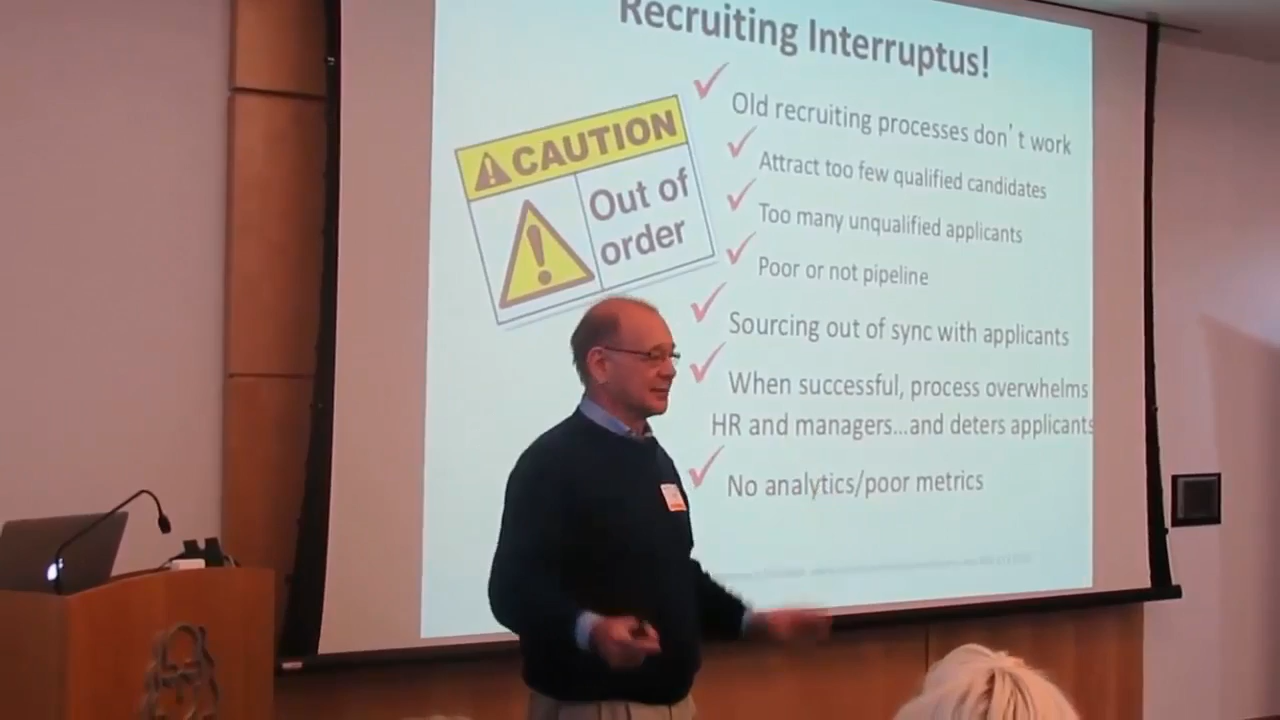 Recruiting Interruptus!
CAUTION
Out of
order
Old recruiting processes don't work
Attract too few qualified candidates
Too many unqualified applicants
Poor or not pipeline
Sourcing out of sync with applicants
When successful, process overwhelms
HR and managers...and deters applicants
No analytics/poor metrics